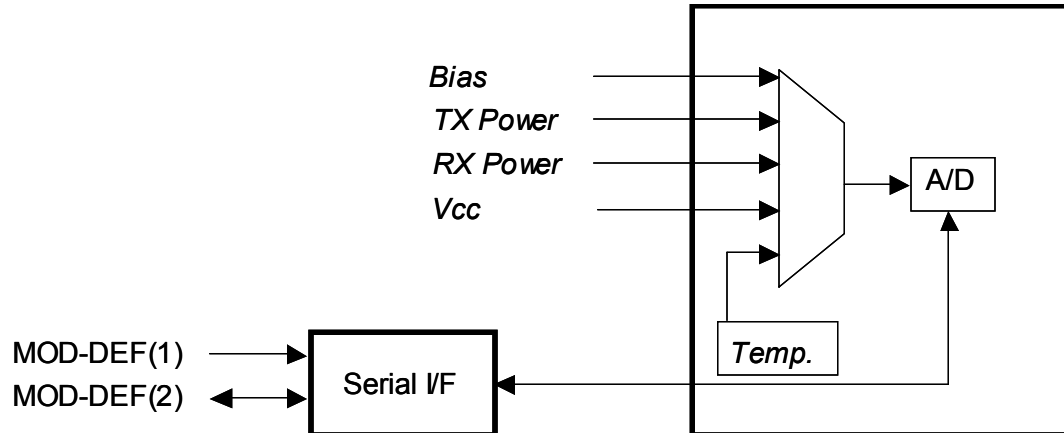 Bias
TX Power
RX Power
Vcc
A/D
Temp.
MOD-DEF(1)
MOD-DEF(2)
Serial I/F